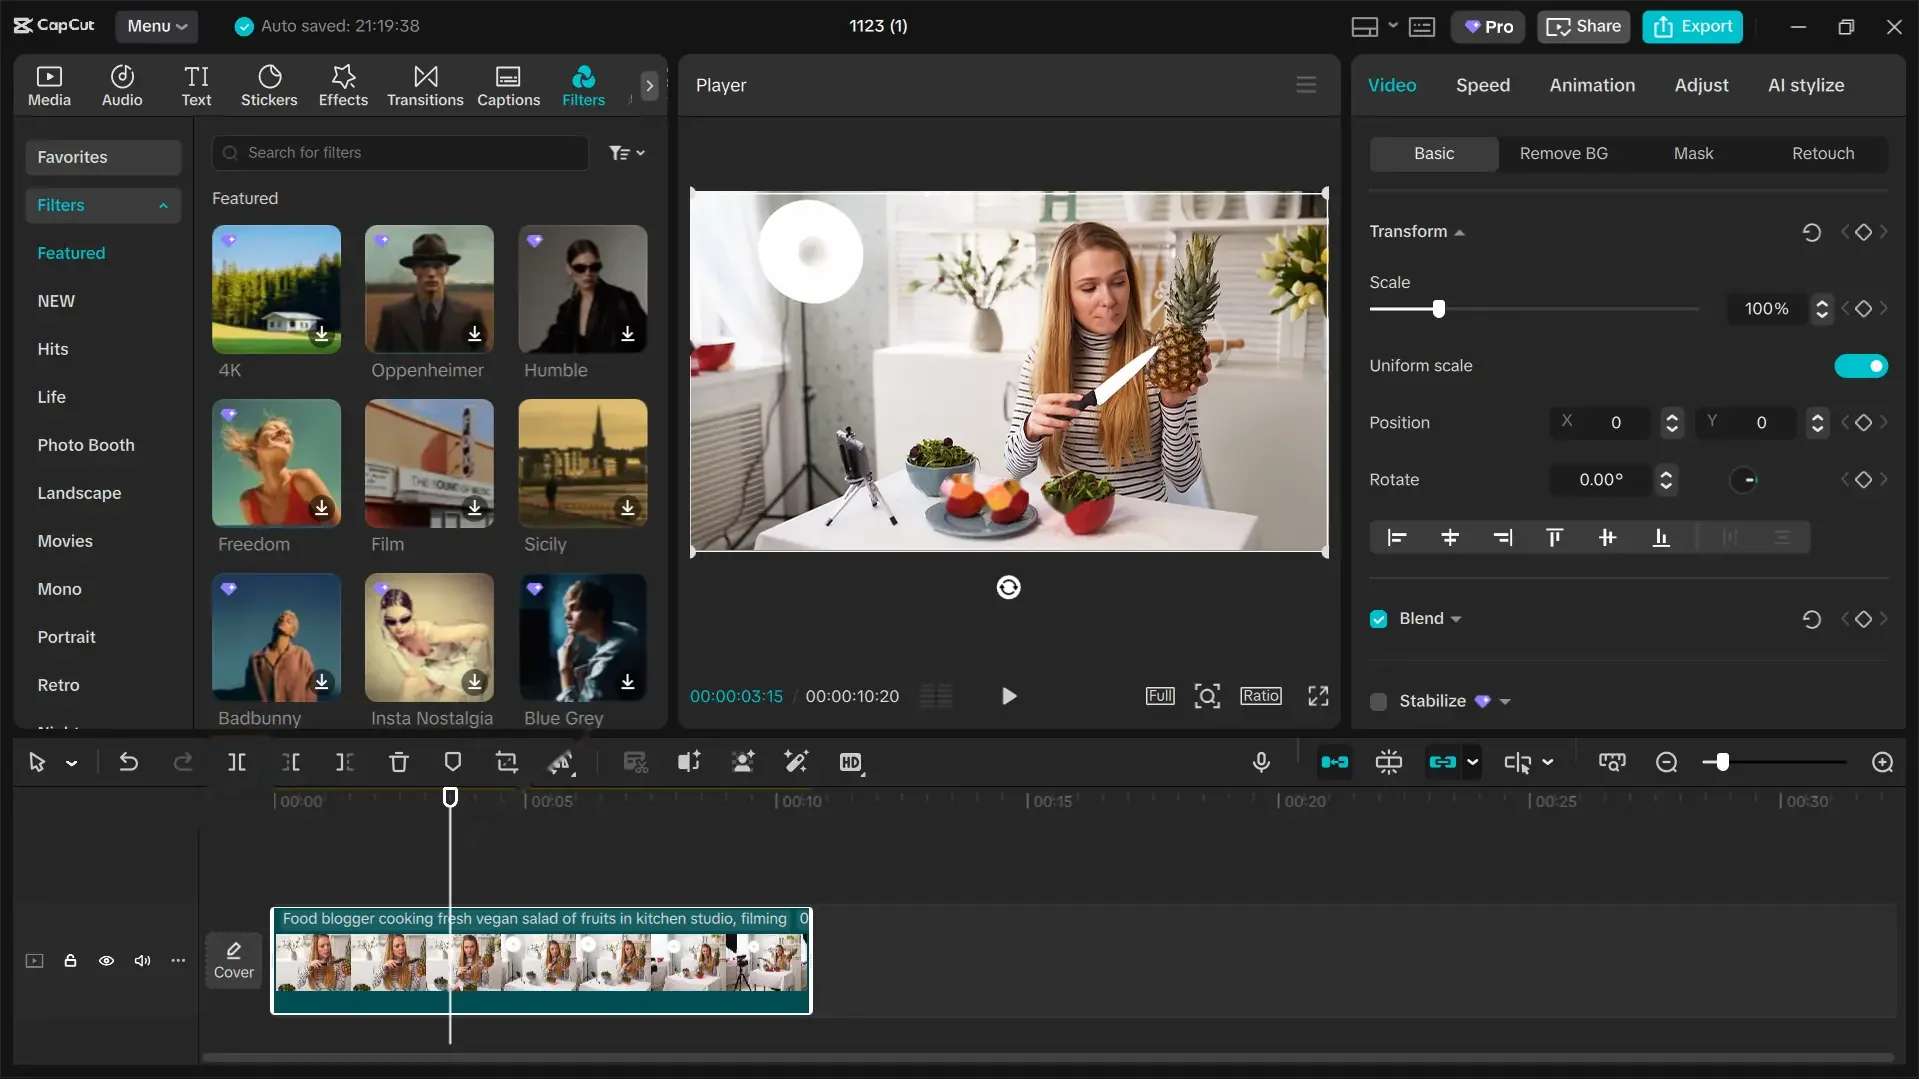 CapCut
Menu
Auto saved: 21:19:38
1123 (1)
Pro
Share
Export
Media
Audio
TI
Text
Stickers
Effects
Transitions
Captions
Filters
Player
Video
Speed
Animation
Adjust
AI stylize
Favorites
Filters
Featured
NEW
Hits
Life
Photo Booth
Landscape
Movies
Mono
Portrait
Retro
Search for filters
Featured
4K
Oppenheimer
Humble
Freedom
Film
Sicily
Badbunny
Insta Nostalgia
Blue Grey
H
00:00:03:15 / 00:00:10:20
Full
Ratio
Basic
Remove BG
Mask
Retouch
Transform
Scale
100%
Uniform scale
Position
X 0
Y 0
Rotate
0.00°
Blend
Stabilize
HD
00:00
00:05
00:10
00:15
00:20
00:25
00:30
Cover
Food blogger cooking fresh vegan salad of fruits in kitchen studio, filming 0